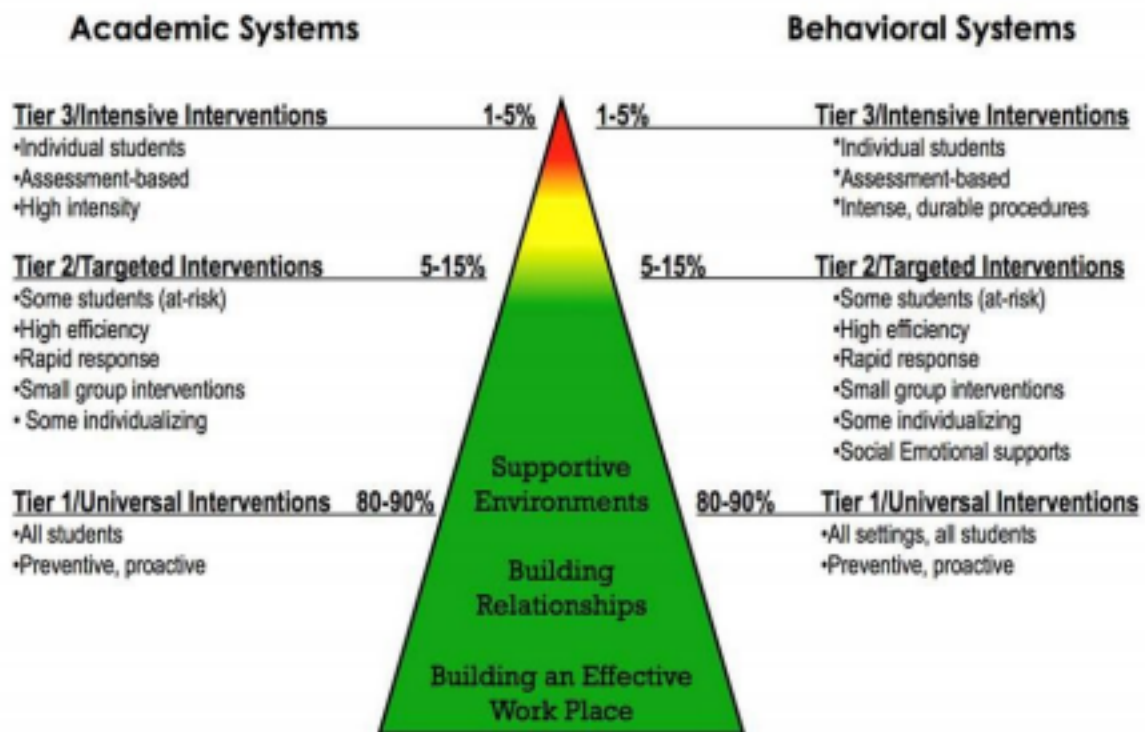 Academic Systems
Behavioral Systems
Tier 3/Intensive Interventions 1-5%
•Individual students
•Assessment-based
•High intensity
1-5% Tier 3/Intensive Interventions
*Individual students
*Assessment-based
*Intense, durable procedures
Tier 2/Targeted Interventions 5-15%
•Some students (at-risk)
•High efficiency
•Rapid response
•Small group interventions
• Some individualizing
5-15% Tier 2/Targeted Interventions
•Some students (at-risk)
•High efficiency
•Rapid response
•Small group interventions
•Some individualizing
•Social Emotional supports
Tier 1/Universal Interventions 80-90%
•All students
•Preventive, proactive
80-90% Tier 1/Universal Interventions
•All settings, all students
•Preventive, proactive
Supportive
Environments
Building
Relationships
Building an Effective
Work Place